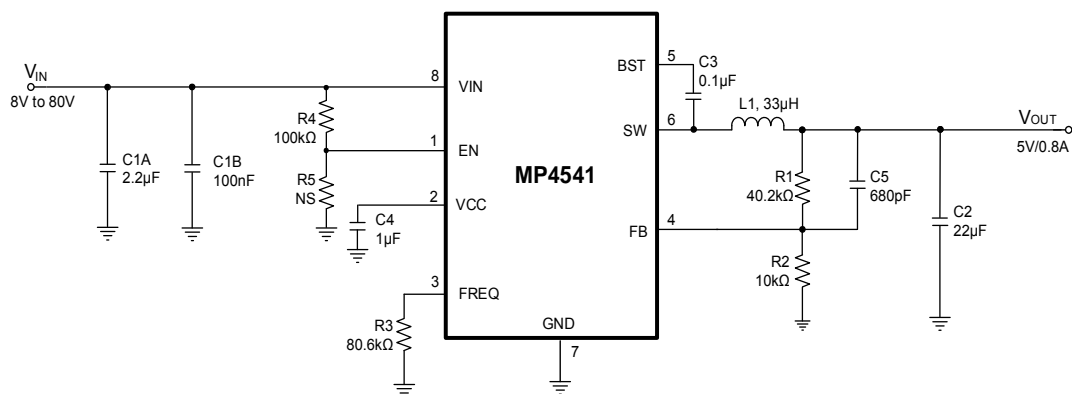 VIN
8V to 80V
C1A
2.2µF
C1B
100nF
R4
100kΩ
R5
NS
C4
1µF
R3
80.6kΩ
8
1
2
3
VIN
EN
VCC
FREQ
MP4541
GND
7
BST
SW
FB
5
6
4
C3
0.1µF
L1, 33µH
R1
40.2kΩ
C5
680pF
R2
10kΩ
C2
22µF
VOUT
5V/0.8A